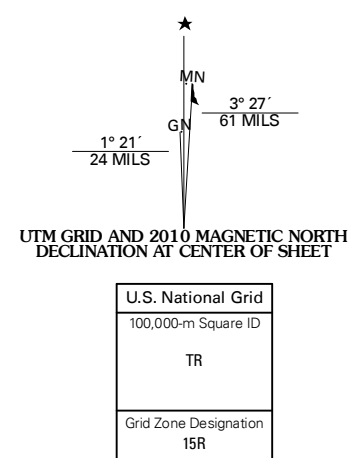 MN
GN
3° 27´
61 MILS
1° 21´
24 MILS
UTM GRID AND 2010 MAGNETIC NORTH
DECLINATION AT CENTER OF SHEET
U.S. National Grid
100,000-m Square ID
TR
Grid Zone Designation
15R